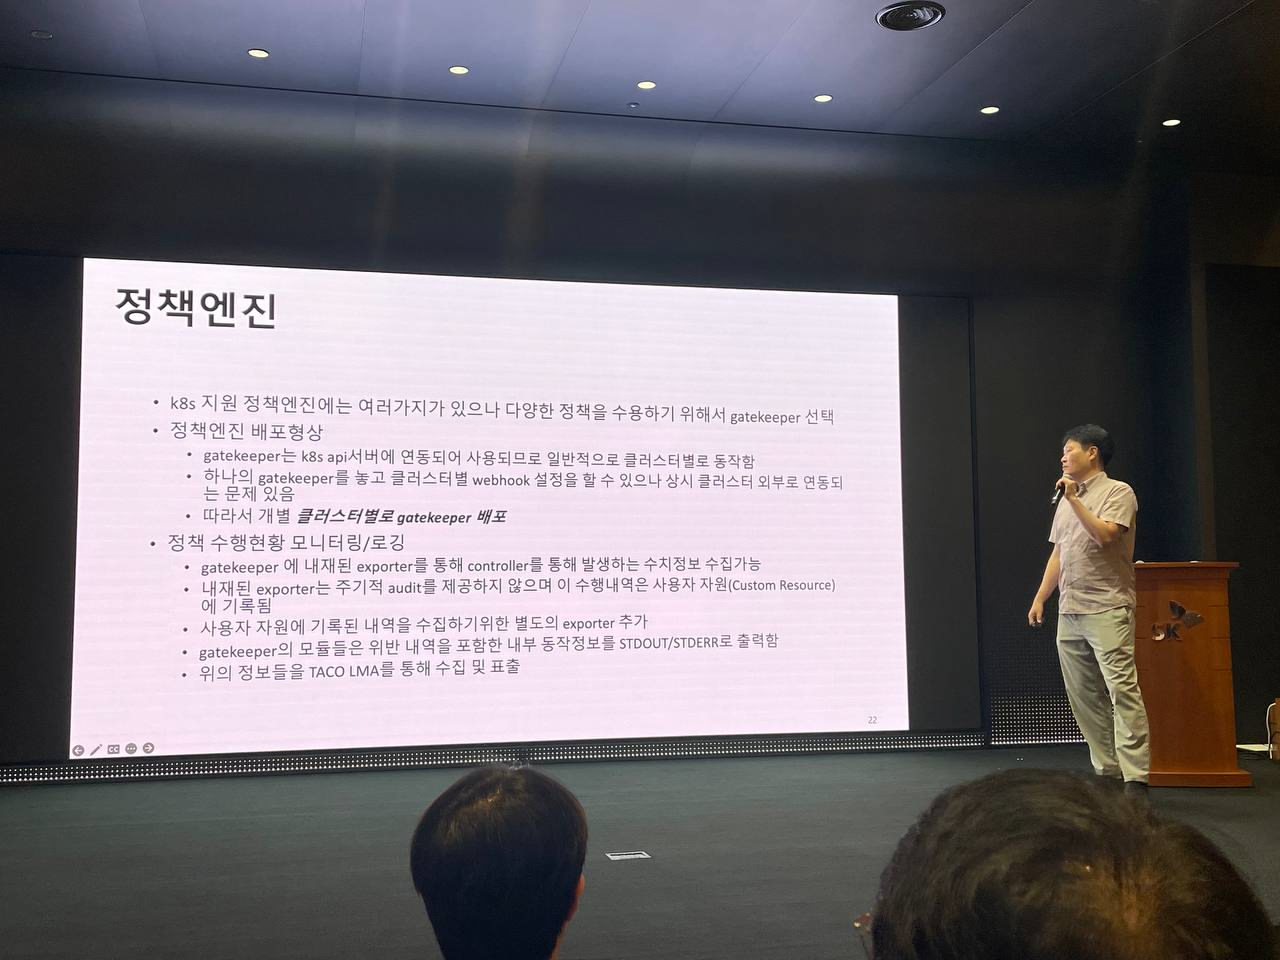 정책엔진
• k8s 지원 정책엔진에는 여러가지가 있으나 다양한 정책을 수용하기 위해서 gatekeeper 선택
• 정책엔진 배포형상
• gatekeeper는 k8s api서버에 연동되어 사용되므로 일반적으로 클러스터별로 동작함
• 하나의 gatekeeper를 놓고 클러스터별 webhook 설정을 할 수 있으나 상시 클러스터 외부로 연동되
는 문제 있음
• 따라서 개별 클러스터별로 gatekeeper 배포
• 정책 수행현황 모니터링/로깅
• gatekeeper 에 내재된 exporter를 통해 controller를 통해 발생하는 수치정보 수집가능
• 내재된 exporter는 주기적 audit를 제공하지 않으며 이 수행내역은 사용자 자원(Custom Resource)
에 기록됨
• 사용자 자원에 기록된 내역을 수집하기위한 별도의 exporter 추가
• gatekeeper의 모듈들은 위반 내역을 포함한 내부 동작정보를 STDOUT/STDERR로 출력함
• 위의 정보들을 TACO LMA를 통해 수집 및 표출
22
SK